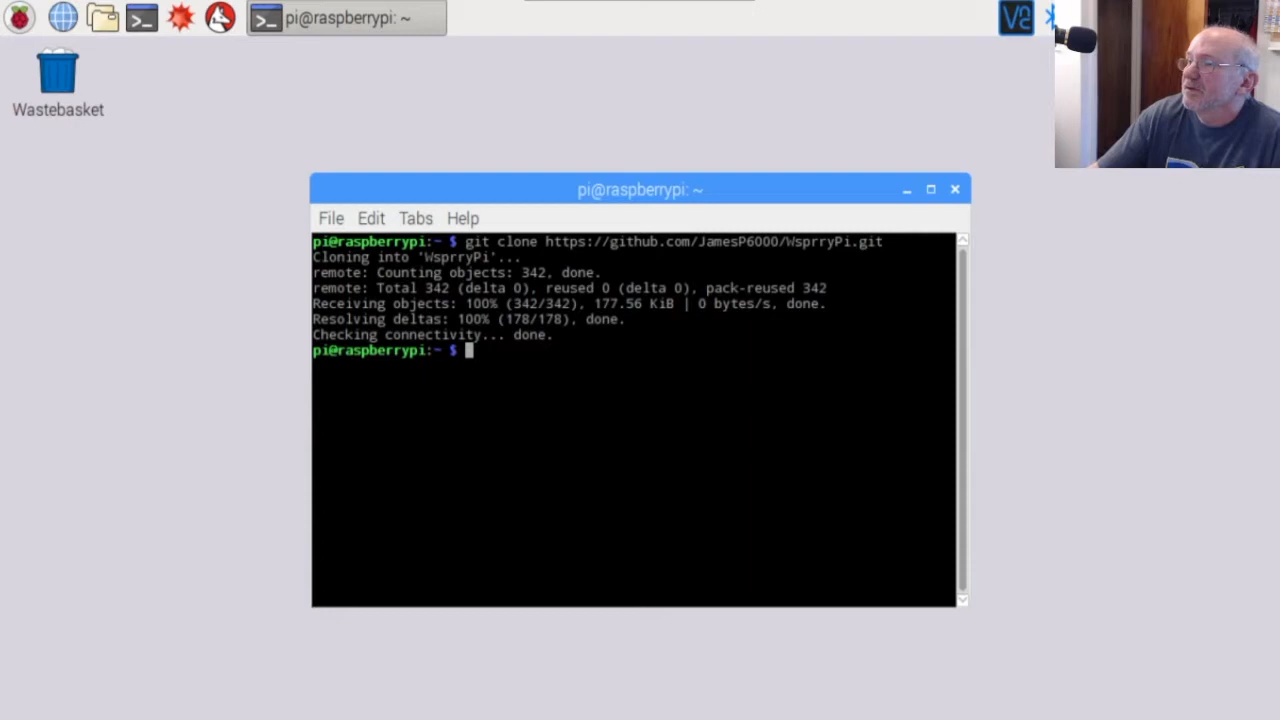 pi@raspberrypi: ~
Wastebasket
pi@raspberrypi: ~
File Edit Tabs Help
pi@raspberrypi:~ $ git clone https://github.com/JamesP6000/WsprryPi.git
Cloning into 'WsprryPi'...
remote: Counting objects: 342, done.
remote: Total 342 (delta 0), reused 0 (delta 0), pack-reused 342
Receiving objects: 100% (342/342), 177.56 KiB | 0 bytes/s, done.
Resolving deltas: 100% (178/178), done.
Checking connectivity... done.
pi@raspberrypi:~ $